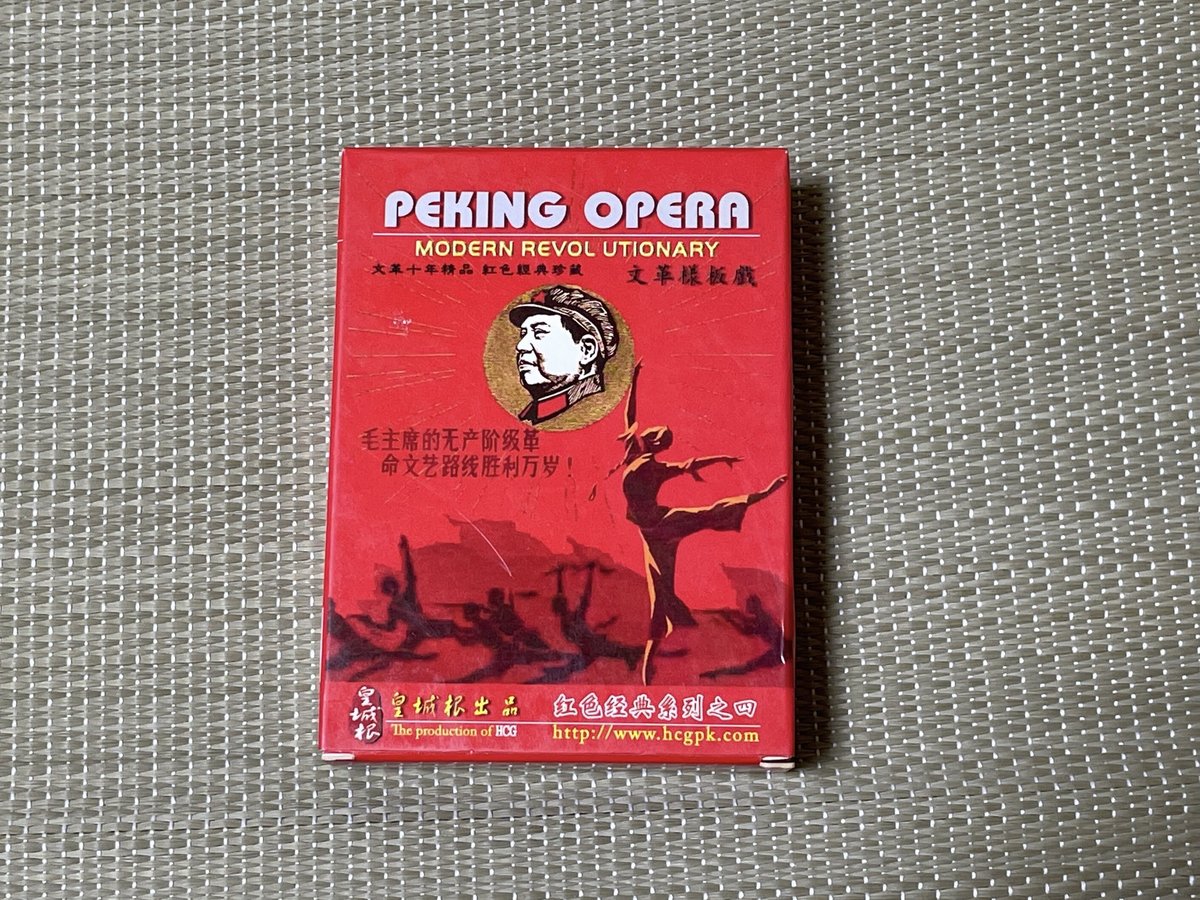 PEKING OPERA
MODERN REVOL UTIONARY
文革十年精品 紅色經典珍藏
文革樣板戲
毛主席的无产阶级革
命文艺路线胜利万岁!
皇城根
皇城根出品
The production of HCG
红色经典系列之四
http://www.hcgpk.com